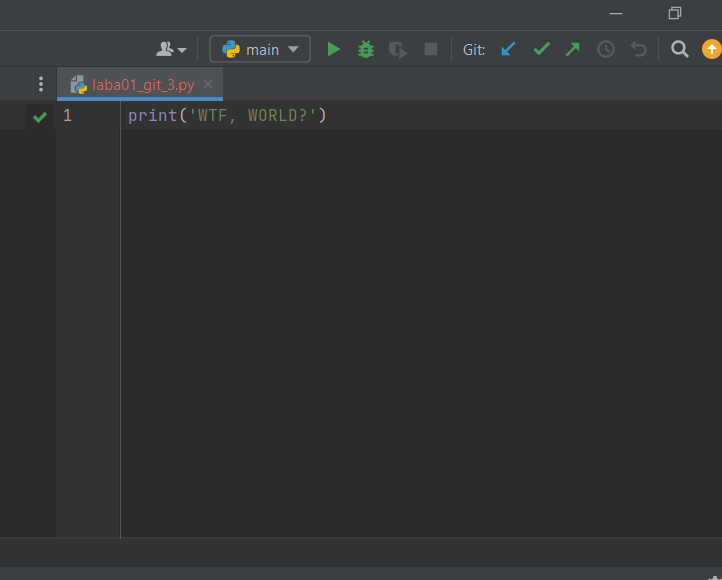 main
Git:
laba01_git_3.py
1 print('WTF, WORLD?')